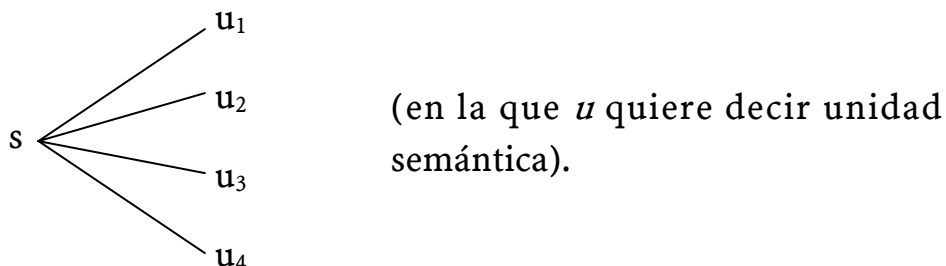 u₁
u₂
(en la que u quiere decir unidad
s
semántica).
u₃
u₄